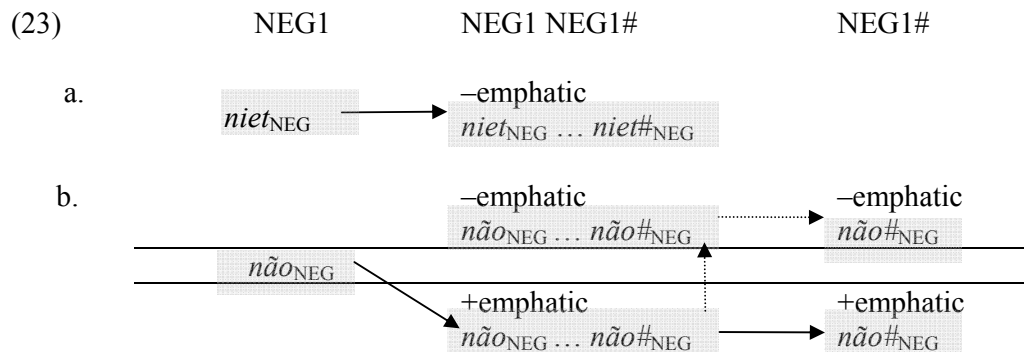 (23) NEG1 NEG1 NEG1# NEG1#
a. –emphatic
nietNEG nietNEG … niet#NEG
b. –emphatic –emphatic
nãoNEG … não#NEG não#NEG
nãoNEG
+emphatic +emphatic
nãoNEG … não#NEG não#NEG